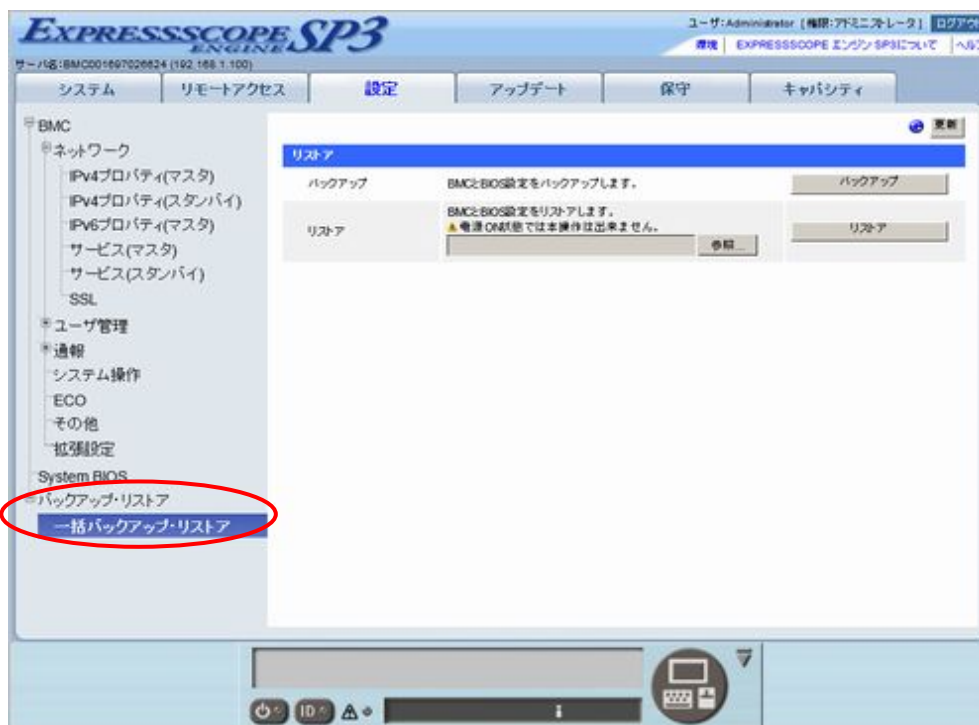 EXPRESSSCOPE
ENGINE SP3
ユーザ:Administrator [権限:アドミニストレータ] ログアウ
環境 EXPRESSSCOPE エンジン SP3について ヘル
サーバ名:BMC001697026624 (192.168.1.100)
システム リモートアクセス 設定 アップデート 保守 キャパシティ
BMC
更新
ネットワーク
リストア
IPv4プロパティ(マスタ)
バックアップ BMCとBIOS設定をバックアップします。 バックアップ
IPv4プロパティ(スタンバイ)
IPv6プロパティ(マスタ)
リストア BMCとBIOS設定をリストアします。
電源ON状態では本操作は出来ません。
参照... リストア
サービス(マスタ)
サービス(スタンバイ)
SSL
ユーザ管理
通報
システム操作
ECO
その他
拡張設定
System BIOS
バックアップ・リストア
一括バックアップ・リストア
ID